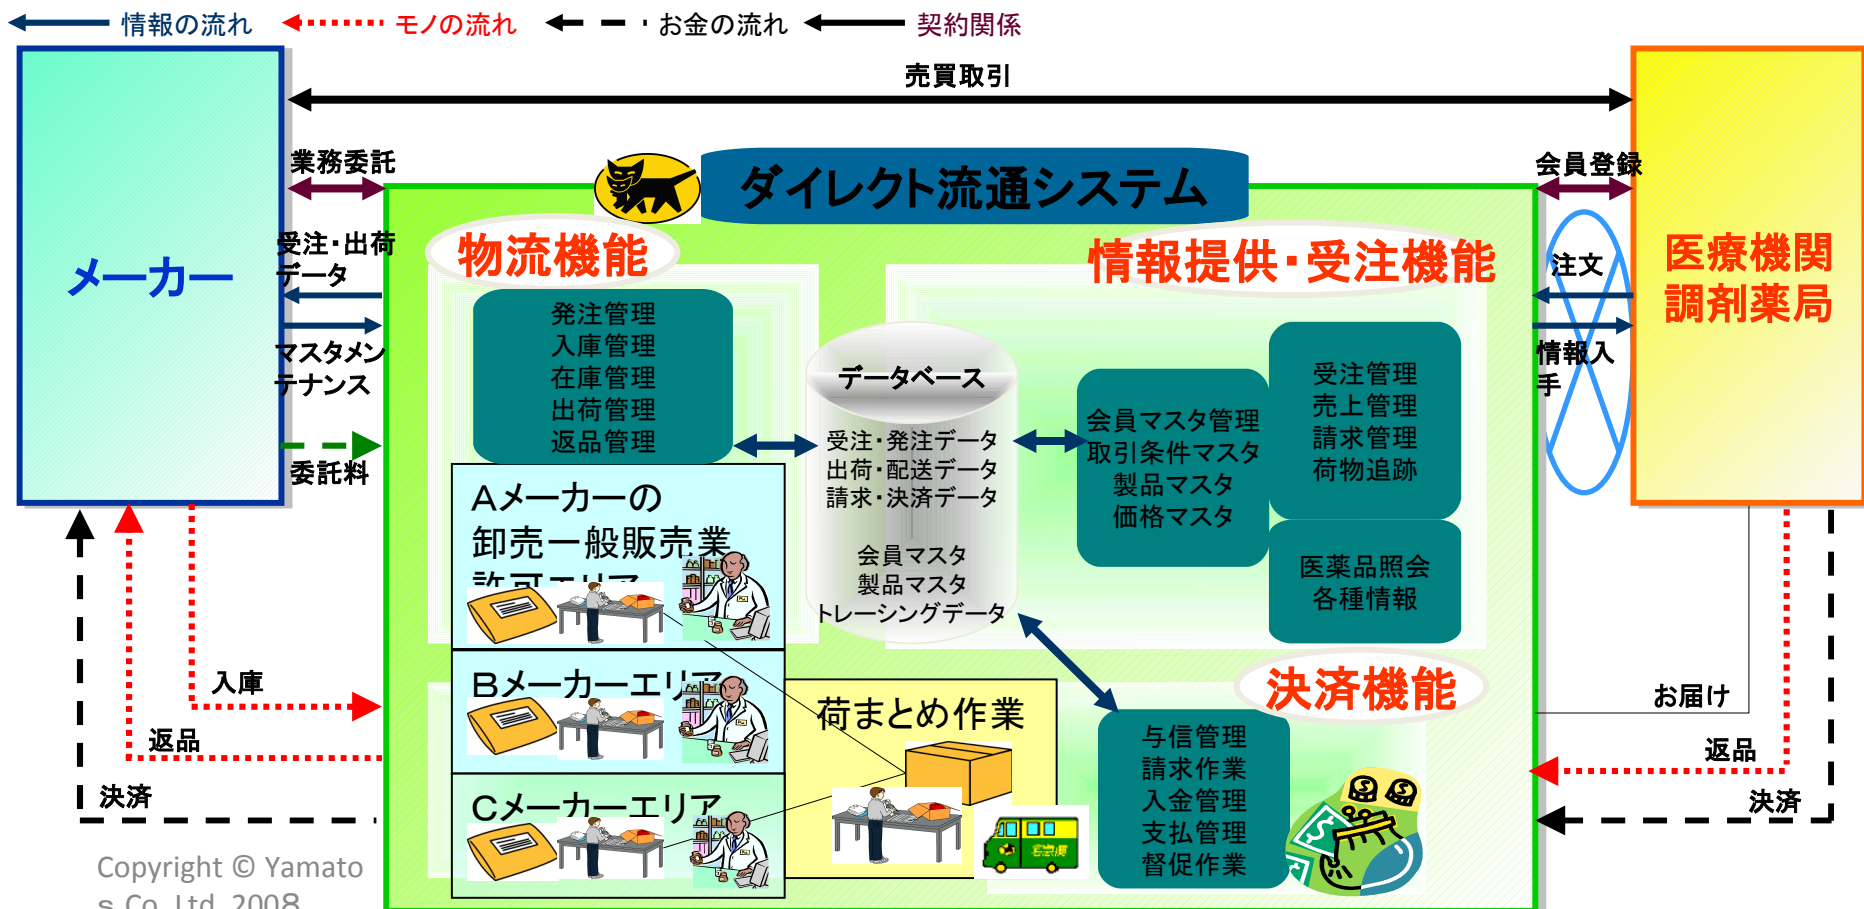 情報の流れ
モノの流れ
お金の流れ
契約関係
売買取引
業務委託
ダイレクト流通システム
会員登録
メーカー
受注・出荷
データ
マスタメン
テナンス
委託料
物流機能
発注管理
入庫管理
在庫管理
出荷管理
返品管理
データベース
受注・発注データ
出荷・配送データ
請求・決済データ
会員マスタ
製品マスタ
トレーシングデータ
情報提供・受注機能
会員マスタ管理
取引条件マスタ
製品マスタ
価格マスタ
受注管理
売上管理
請求管理
荷物追跡
医薬品照会
各種情報
注文
情報入
手
医療機関
調剤薬局
Aメーカーの
卸売一般販売業
許可エリア
Bメーカーエリア
Cメーカーエリア
荷まとめ作業
宅急便
決済機能
与信管理
請求作業
入金管理
支払管理
督促作業
入庫
返品
決済
お届け
返品
決済
Copyright © Yamato
s Co.,Ltd. 2008